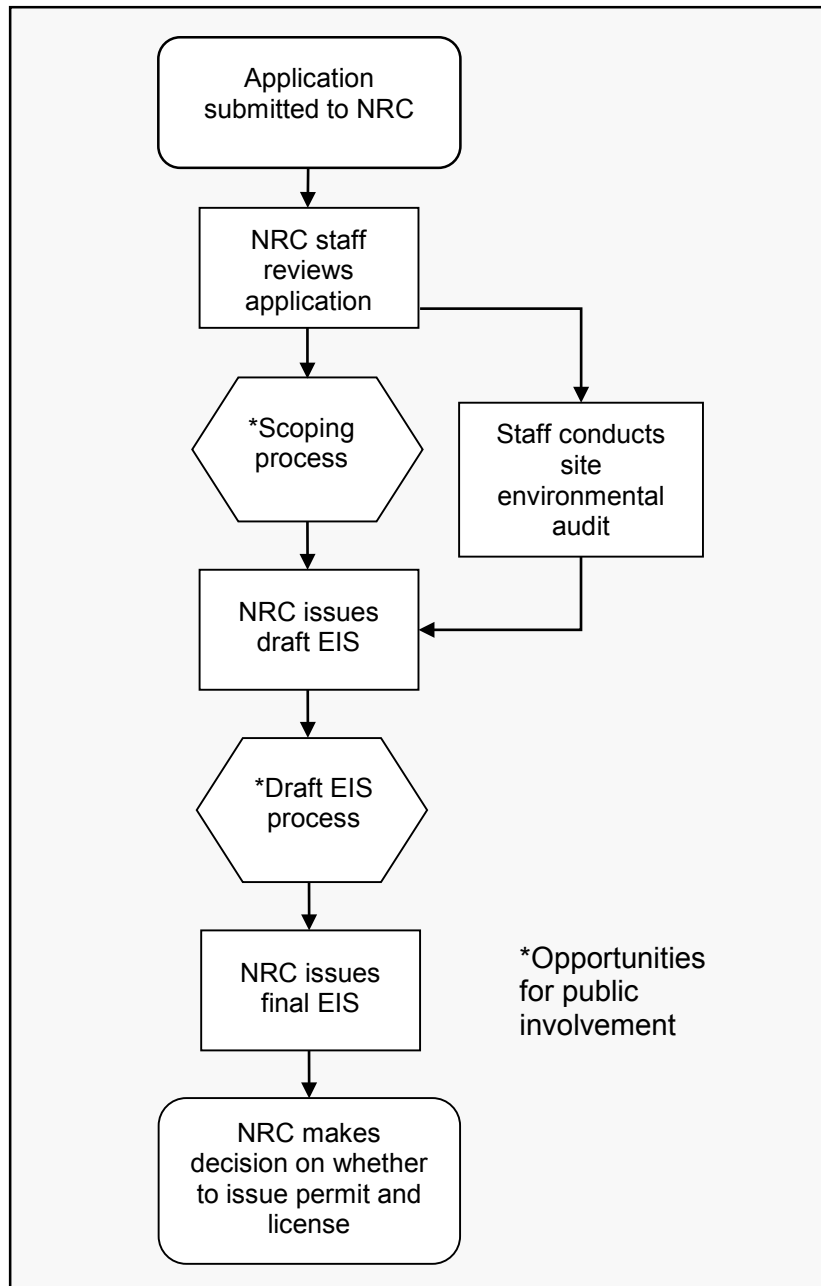 Application
submitted to NRC
NRC staff
reviews
application
*Scoping
process
Staff conducts
site
environmental
audit
NRC issues
draft EIS
*Draft EIS
process
NRC issues
final EIS
*Opportunities
for public
involvement
NRC makes
decision on whether
to issue permit and
license